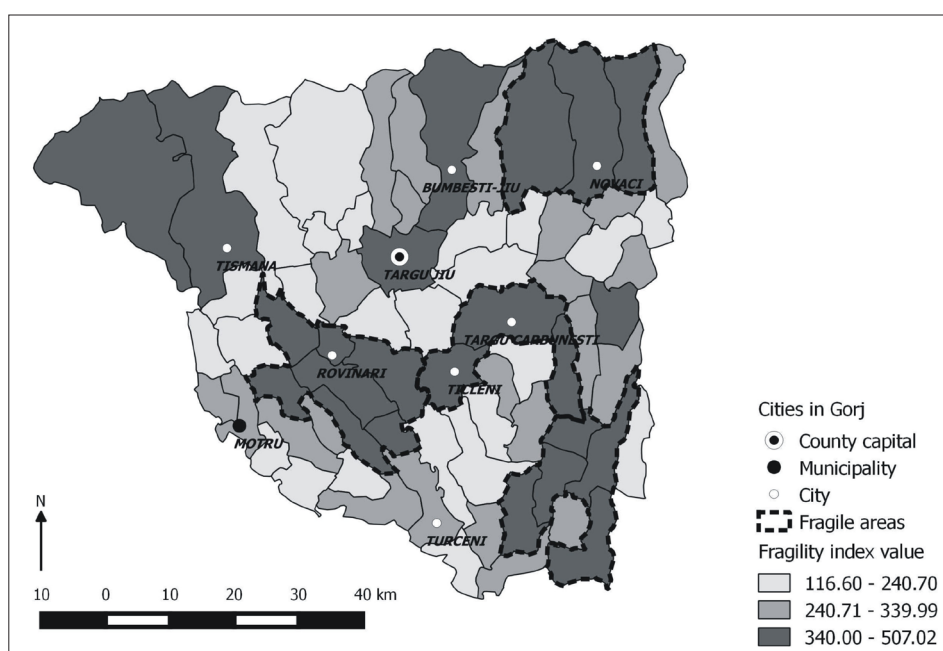 BUMBESTI-JIU
NOVACI
TISMANA
TARGU JIU
TARGU CARBUNESTI
ROVINARI
TICLENI
MOTRU
TURCENI
N
10 0 10 20 30 40 km
Cities in Gorj
County capital
Municipality
City
Fragile areas
Fragility index value
116.60 - 240.70
240.71 - 339.99
340.00 - 507.02